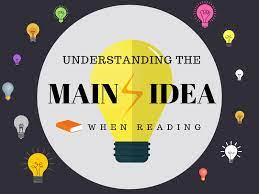 UNDERSTANDING THE
MAIN IDEA
WHEN READING